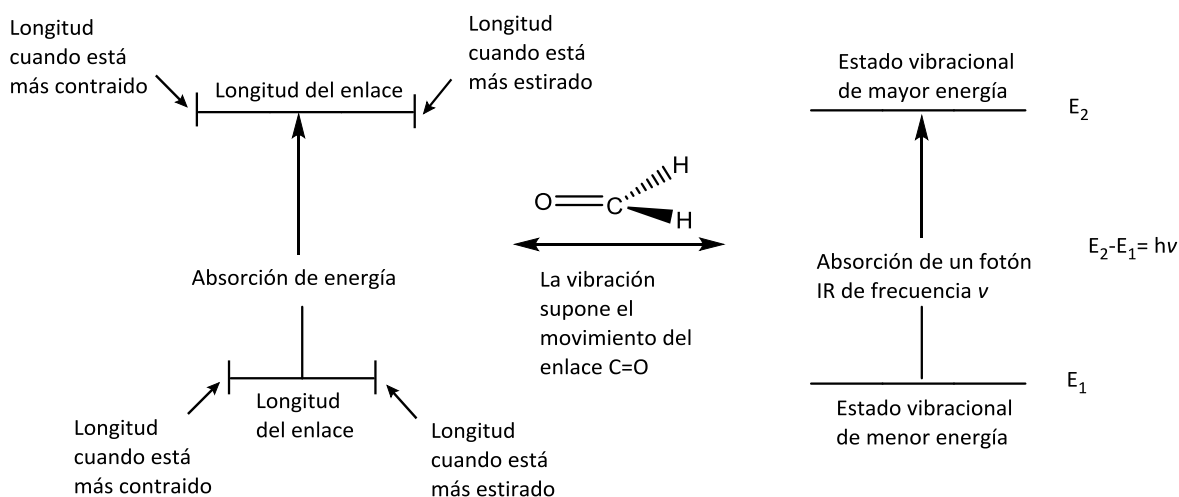 Longitud
cuando está
más contraido
Longitud del enlace
Longitud
cuando está
más estirado
Absorción de energía
Longitud
del enlace
Longitud
cuando está
más contraido
Longitud
cuando está
más estirado
O C H
H
La vibración
supone el
movimiento del
enlace C=O
Estado vibracional
de mayor energía
E₂
Absorción de un fotón
IR de frecuencia ν
E₂-E₁= hν
E₁
Estado vibracional
de menor energía